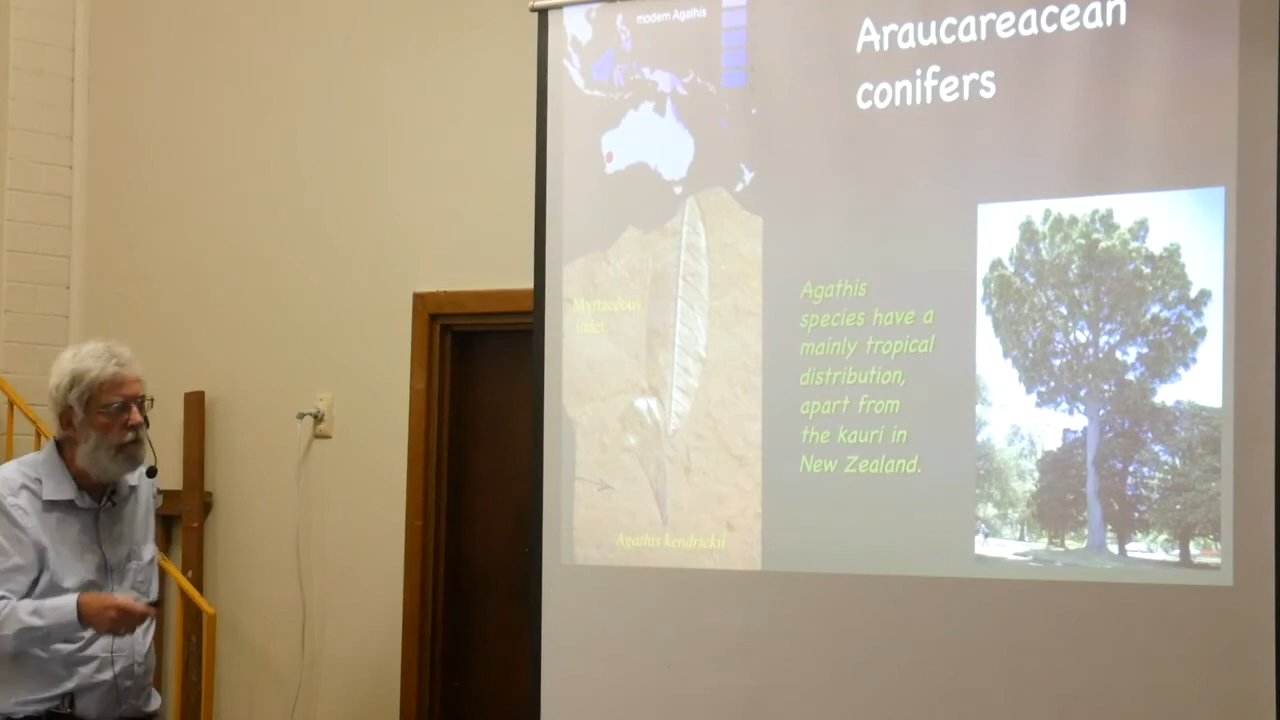 modern Agathis
Araucareacean
conifers
Myrtaceous
Agathis
species have a
mainly tropical
distribution,
apart from
the kauri in
New Zealand.
Agathis kendrickii